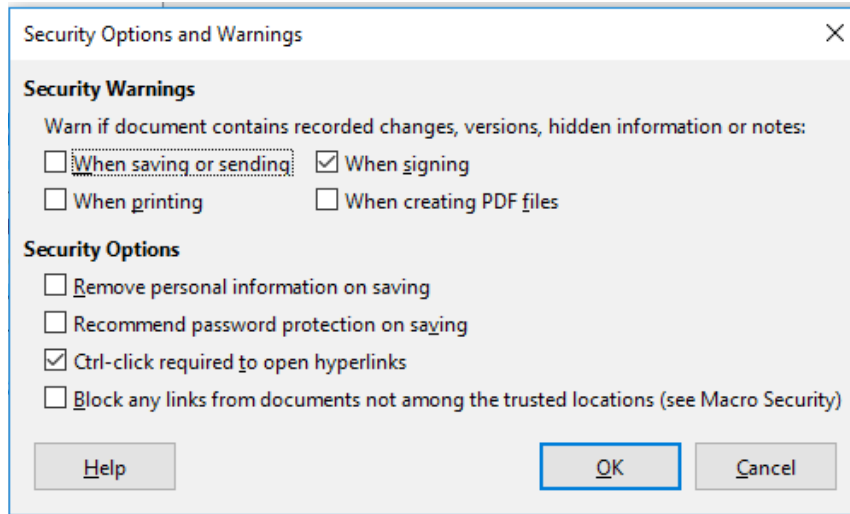 Security Options and Warnings
Security Warnings
Warn if document contains recorded changes, versions, hidden information or notes:
When saving or sending When signing
When printing When creating PDF files
Security Options
Remove personal information on saving
Recommend password protection on saving
Ctrl-click required to open hyperlinks
Block any links from documents not among the trusted locations (see Macro Security)
Help OK Cancel